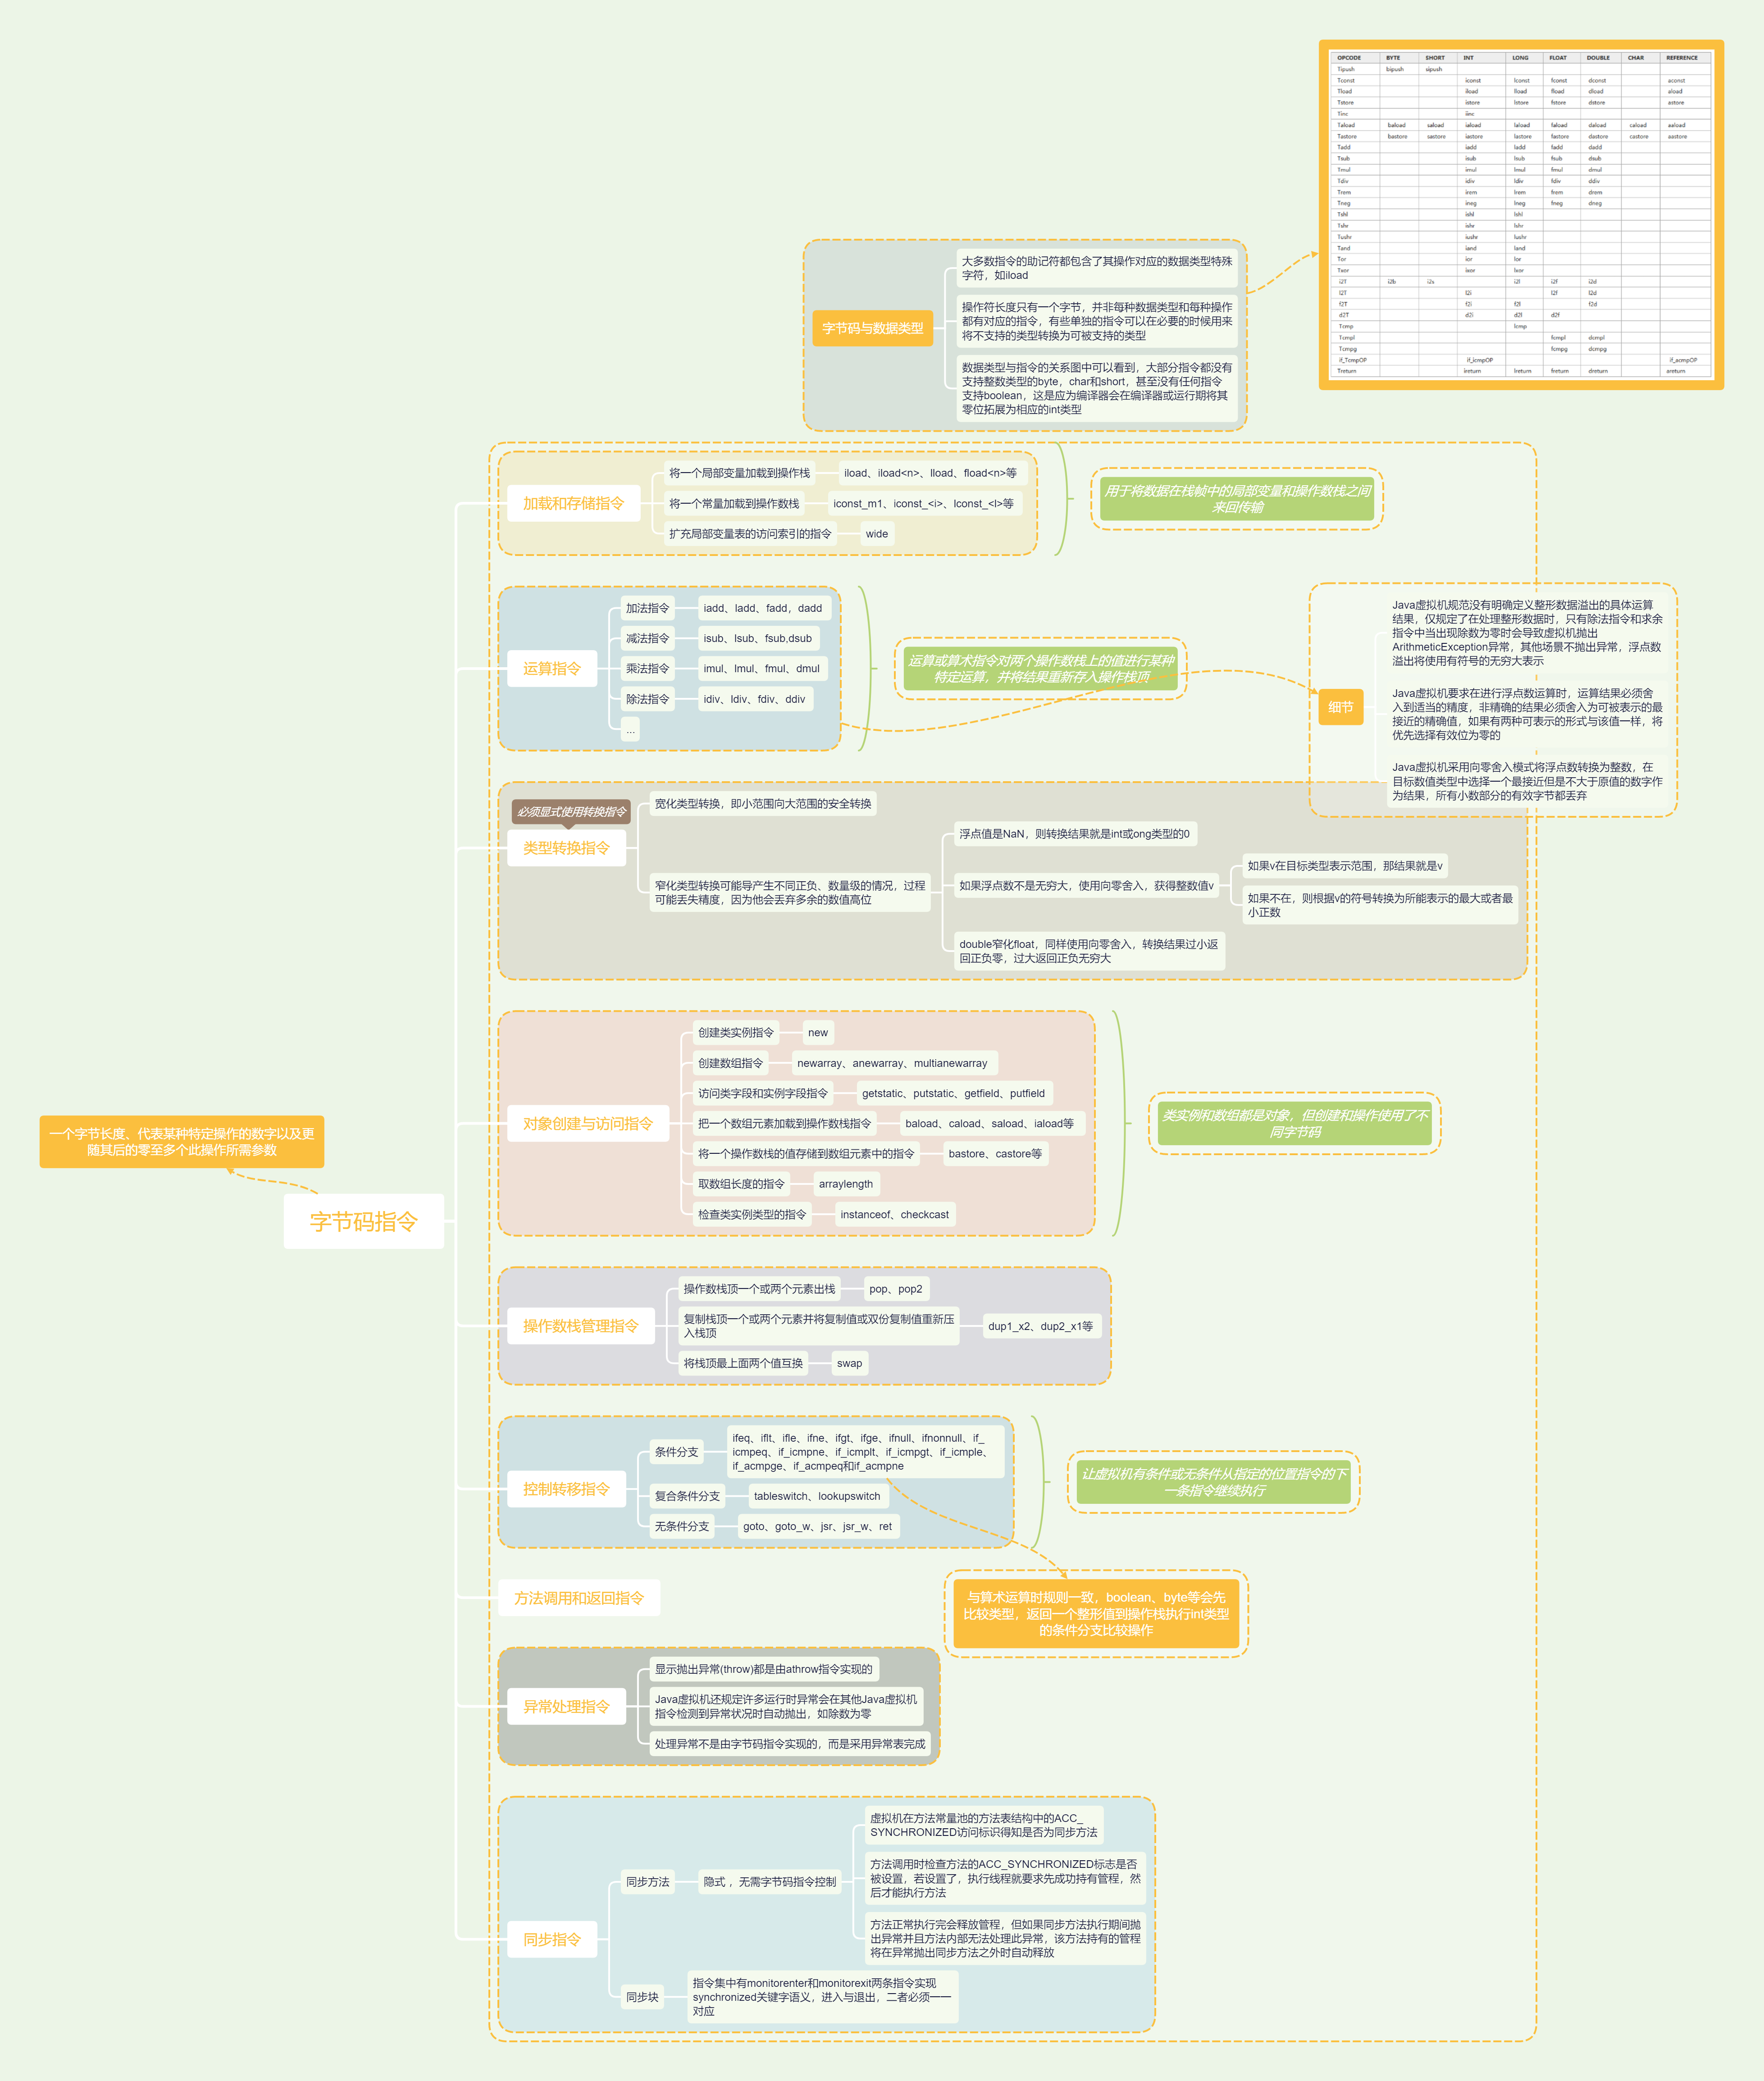 OPCODE BYTE SHORT INT LONG FLOAT DOUBLE CHAR REFERENCE
Tipush bipush sipush
Tconst iconst lconst fconst dconst aconst
Tload iload lload fload dload aload
Tstore istore lstore fstore dstore astore
Tinc iinc
Taload baload saload iaload laload faload daload caload aaload
Tastore bastore sastore iastore lastore fastore dastore castore aastore
Tadd iadd ladd fadd dadd
Tsub isub lsub fsub dsub
Tmul imul lmul fmul dmul
Tdiv idiv ldiv fdiv ddiv
Trem irem lrem frem drem
Tneg ineg lneg fneg dneg
Tshl ishl lshl
Tshr ishr lshr
Tushr iushr lushr
Tand iand land
Tor ior lor
Txor ixor lxor
i2T i2b i2s i2l i2f i2d
l2T l2i l2f l2d
f2T f2i f2l f2d
d2T d2i d2l d2f
Tcmp lcmp
Tcmpl fcmpl dcmpl
Tcmpg fcmpg dcmpg
if_TcmpOP if_icmpOP if_acmpOP
Treturn ireturn lreturn freturn dreturn areturn
字节码与数据类型
大多数指令的助记符都包含了其操作对应的数据类型特殊
字符，如iload
操作符长度只有一个字节，并非每种数据类型和每种操作
都有对应的指令，有些单独的指令可以在必要的时候用来
将不支持的类型转换为可被支持的类型
数据类型与指令的关系图中可以看到，大部分指令都没有
支持整数类型的byte，char和short，甚至没有任何指令
支持boolean，这是应为编译器会在编译器或运行期将其
零位拓展为相应的int类型
一个字节长度、代表某种特定操作的数字以及更
随其后的零至多个此操作所需参数
字节码指令
加载和存储指令
将一个局部变量加载到操作栈
iload、iload<n>、lload、fload<n>等
将一个常量加载到操作数栈
iconst_m1、iconst_<i>、lconst_<l>等
扩充局部变量表的访问索引的指令
wide
用于将数据在栈帧中的局部变量和操作数栈之间
来回传输
运算指令
加法指令
iadd、ladd、fadd，dadd
减法指令
isub、lsub、fsub,dsub
乘法指令
imul、lmul、fmul、dmul
除法指令
idiv、ldiv、fdiv、ddiv
...
运算或算术指令对两个操作数栈上的值进行某种
特定运算，并将结果重新存入操作栈顶
细节
Java虚拟机规范没有明确定义整形数据溢出的具体运算
结果，仅规定了在处理整形数据时，只有除法指令和求余
指令中当出现除数为零时会导致虚拟机抛出
ArithmeticException异常，其他场景不抛出异常，浮点数
溢出将使用有符号的无穷大表示
Java虚拟机要求在进行浮点数运算时，运算结果必须舍
入到适当的精度，非精确的结果必须舍入为可被表示的最
接近的精确值，如果有两种可表示的形式与该值一样，将
优先选择有效位为零的
Java虚拟机采用向零舍入模式将浮点数转换为整数，在
目标数值类型中选择一个最接近但是不大于原值的数字作
为结果，所有小数部分的有效字节都丢弃
必须显式使用转换指令
类型转换指令
宽化类型转换，即小范围向大范围的安全转换
窄化类型转换可能导产生不同正负、数量级的情况，过程
可能丢失精度，因为他会丢弃多余的数值高位
浮点值是NaN，则转换结果就是int或ong类型的0
如果浮点数不是无穷大，使用向零舍入，获得整数值v
如果v在目标类型表示范围，那结果就是v
如果不在，则根据v的符号转换为所能表示的最大或者最
小正数
double窄化float，同样使用向零舍入，转换结果过小返
回正负零，过大返回正负无穷大
对象创建与访问指令
创建类实例指令
new
创建数组指令
newarray、anewarray、multianewarray
访问类字段和实例字段指令
getstatic、putstatic、getfield、putfield
把一个数组元素加载到操作数栈指令
baload、caload、saload、iaload等
将一个操作数栈的值存储到数组元素中的指令
bastore、castore等
取数组长度的指令
arraylength
检查类实例类型的指令
instanceof、checkcast
类实例和数组都是对象，但创建和操作使用了不
同字节码
操作数栈管理指令
操作数栈顶一个或两个元素出栈
pop、pop2
复制栈顶一个或两个元素并将复制值或双份复制值重新压
入栈顶
dup1_x2、dup2_x1等
将栈顶最上面两个值互换
swap
控制转移指令
条件分支
ifeq、iflt、ifle、ifne、ifgt、ifge、ifnull、ifnonnull、if_
icmpeq、if_icmpne、if_icmplt、if_icmpgt、if_icmple、
if_acmpge、if_acmpeq和if_acmpne
复合条件分支
tableswitch、lookupswitch
无条件分支
goto、goto_w、jsr、jsr_w、ret
让虚拟机有条件或无条件从指定的位置指令的下
一条指令继续执行
与算术运算时规则一致，boolean、byte等会先
比较类型，返回一个整形值到操作栈执行int类型
的条件分支比较操作
方法调用和返回指令
异常处理指令
显示抛出异常(throw)都是由athrow指令实现的
Java虚拟机还规定许多运行时异常会在其他Java虚拟机
指令检测到异常状况时自动抛出，如除数为零
处理异常不是由字节码指令实现的，而是采用异常表完成
同步指令
同步方法
隐式 ，无需字节码指令控制
虚拟机在方法常量池的方法表结构中的ACC_
SYNCHRONIZED访问标识得知是否为同步方法
方法调用时检查方法的ACC_SYNCHRONIZED标志是否
被设置，若设置了，执行线程就要求先成功持有管程，然
后才能执行方法
方法正常执行完会释放管程，但如果同步方法执行期间抛
出异常并且方法内部无法处理此异常，该方法持有的管程
将在异常抛出同步方法之外时自动释放
同步块
指令集中有monitorenter和monitorexit两条指令实现
synchronized关键字语义，进入与退出，二者必须一一
对应